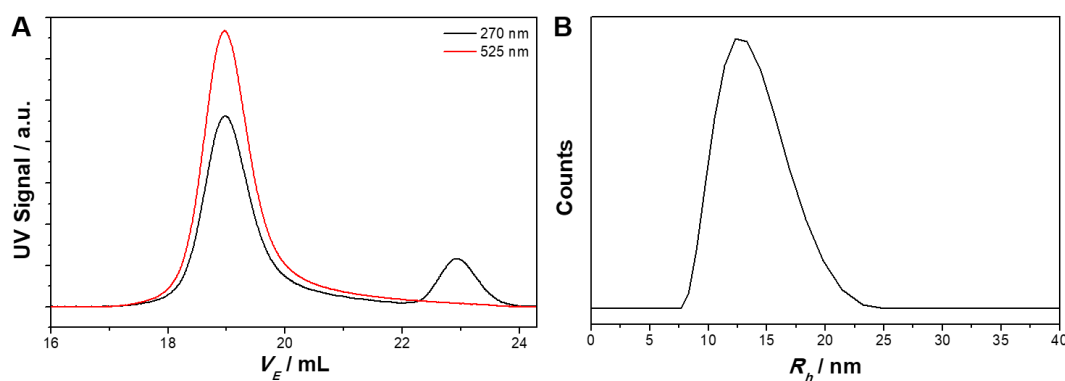 A
UV Signal / a.u.
270 nm
525 nm
16 18 20 22 24
V_E / mL
B
Counts
0 5 10 15 20 25 30 35 40
R_h / nm